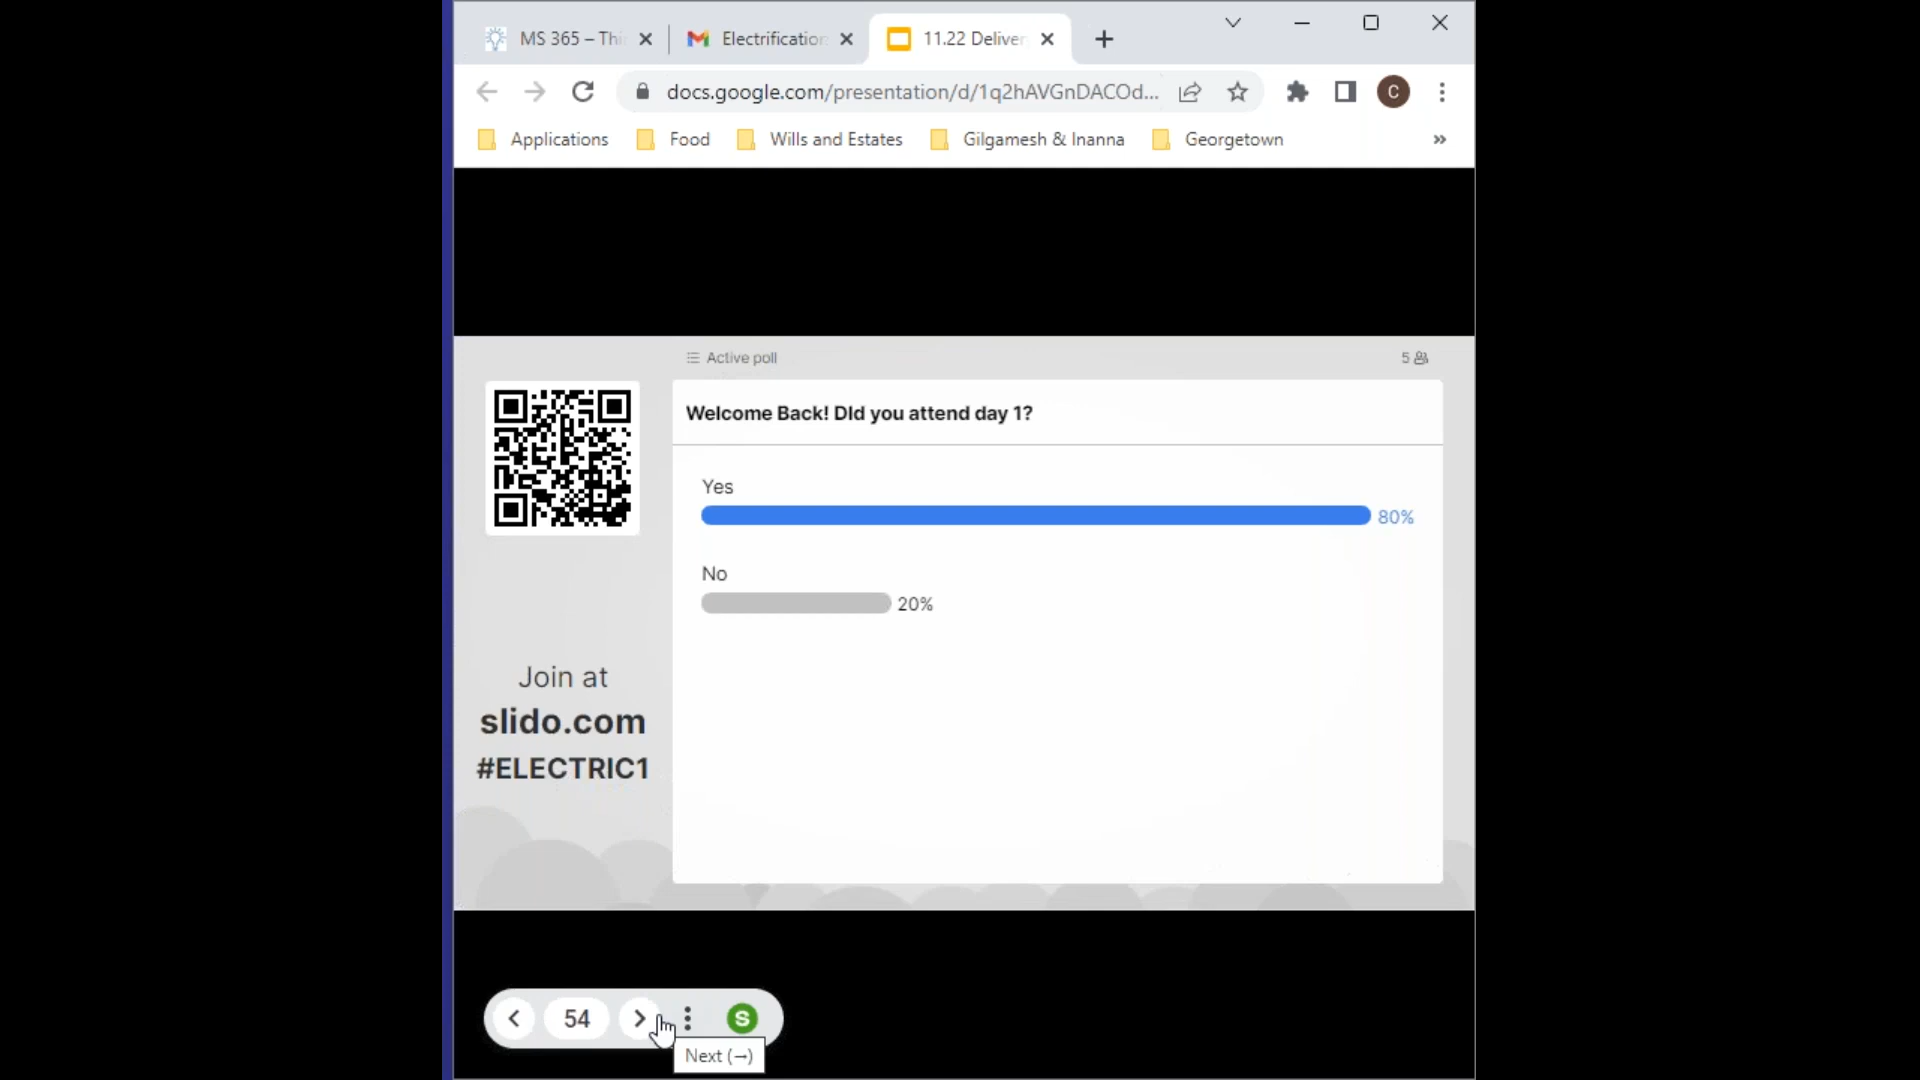 MS 365 – Thi
Electrification
11.22 Deliver
docs.google.com/presentation/d/1q2hAVGnDACOd...
C
Applications
Food
Wills and Estates
Gilgamesh & Inanna
Georgetown
»
Active poll
5
Welcome Back! DId you attend day 1?
Yes
80%
No
20%
Join at
slido.com
#ELECTRIC1
54
S
Next (→)